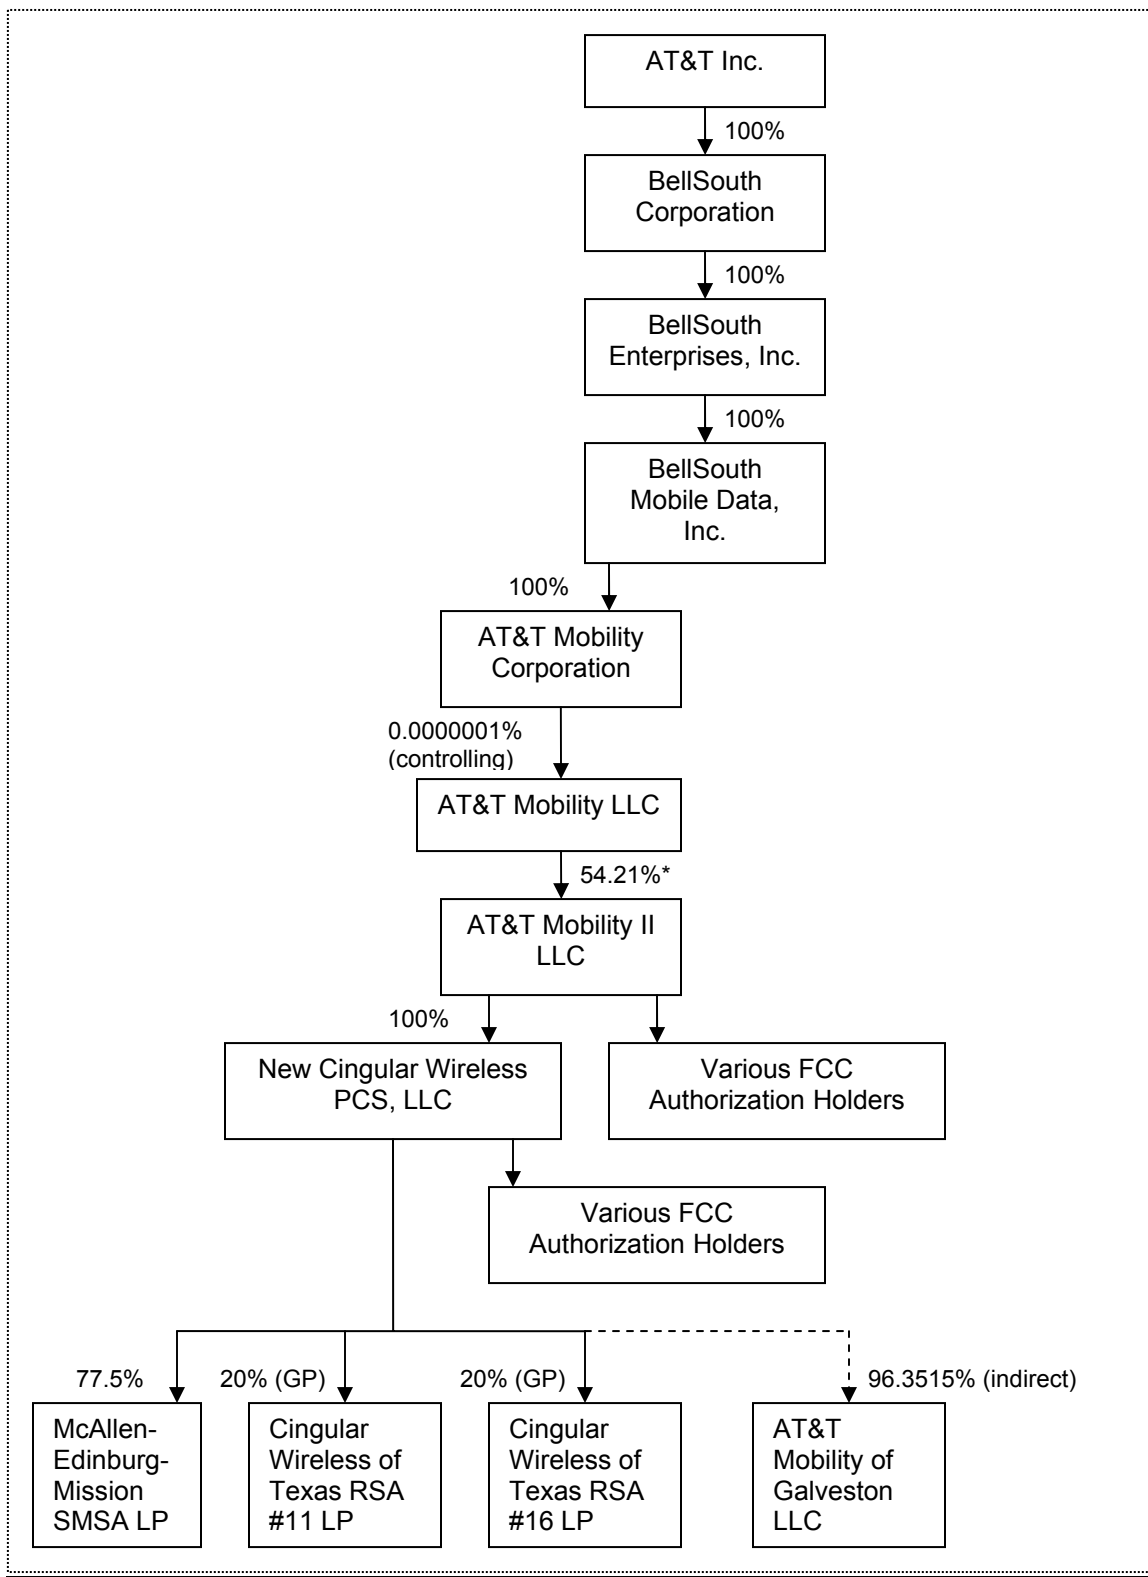 AT&T Inc.
100%
BellSouth
Corporation
100%
BellSouth
Enterprises, Inc.
100%
BellSouth
Mobile Data,
Inc.
100%
AT&T Mobility
Corporation
0.0000001%
(controlling)
AT&T Mobility LLC
54.21%*
AT&T Mobility II
LLC
100%
New Cingular Wireless
PCS, LLC
Various FCC
Authorization Holders
Various FCC
Authorization Holders
77.5%
McAllen-
Edinburg-
Mission
SMSA LP
20% (GP)
Cingular
Wireless of
Texas RSA
#11 LP
20% (GP)
Cingular
Wireless of
Texas RSA
#16 LP
96.3515% (indirect)
AT&T
Mobility of
Galveston
LLC